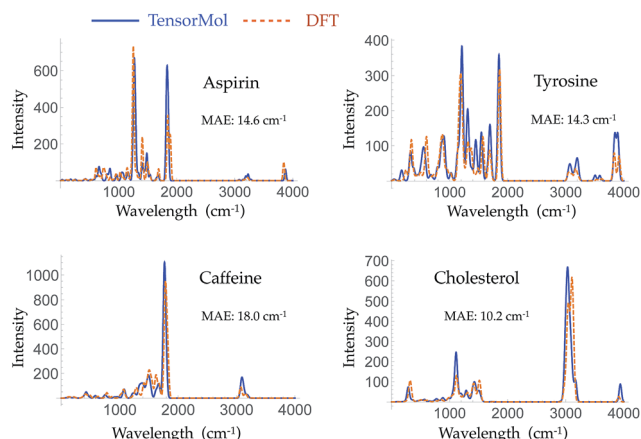 TensorMol DFT
Aspirin
MAE: 14.6 cm-1
Intensity
600
400
200
1000 2000 3000 4000
Wavelength (cm-1)
Tyrosine
MAE: 14.3 cm-1
Intensity
400
300
200
100
0
0 1000 2000 3000 4000
Wavelength (cm-1)
Caffeine
MAE: 18.0 cm-1
Intensity
1000
800
600
400
200
0 1000 2000 3000 4000
Wavelength (cm-1)
Cholesterol
MAE: 10.2 cm-1
Intensity
700
600
500
400
300
200
100
0
0 1000 2000 3000 4000
Wavelength (cm-1)